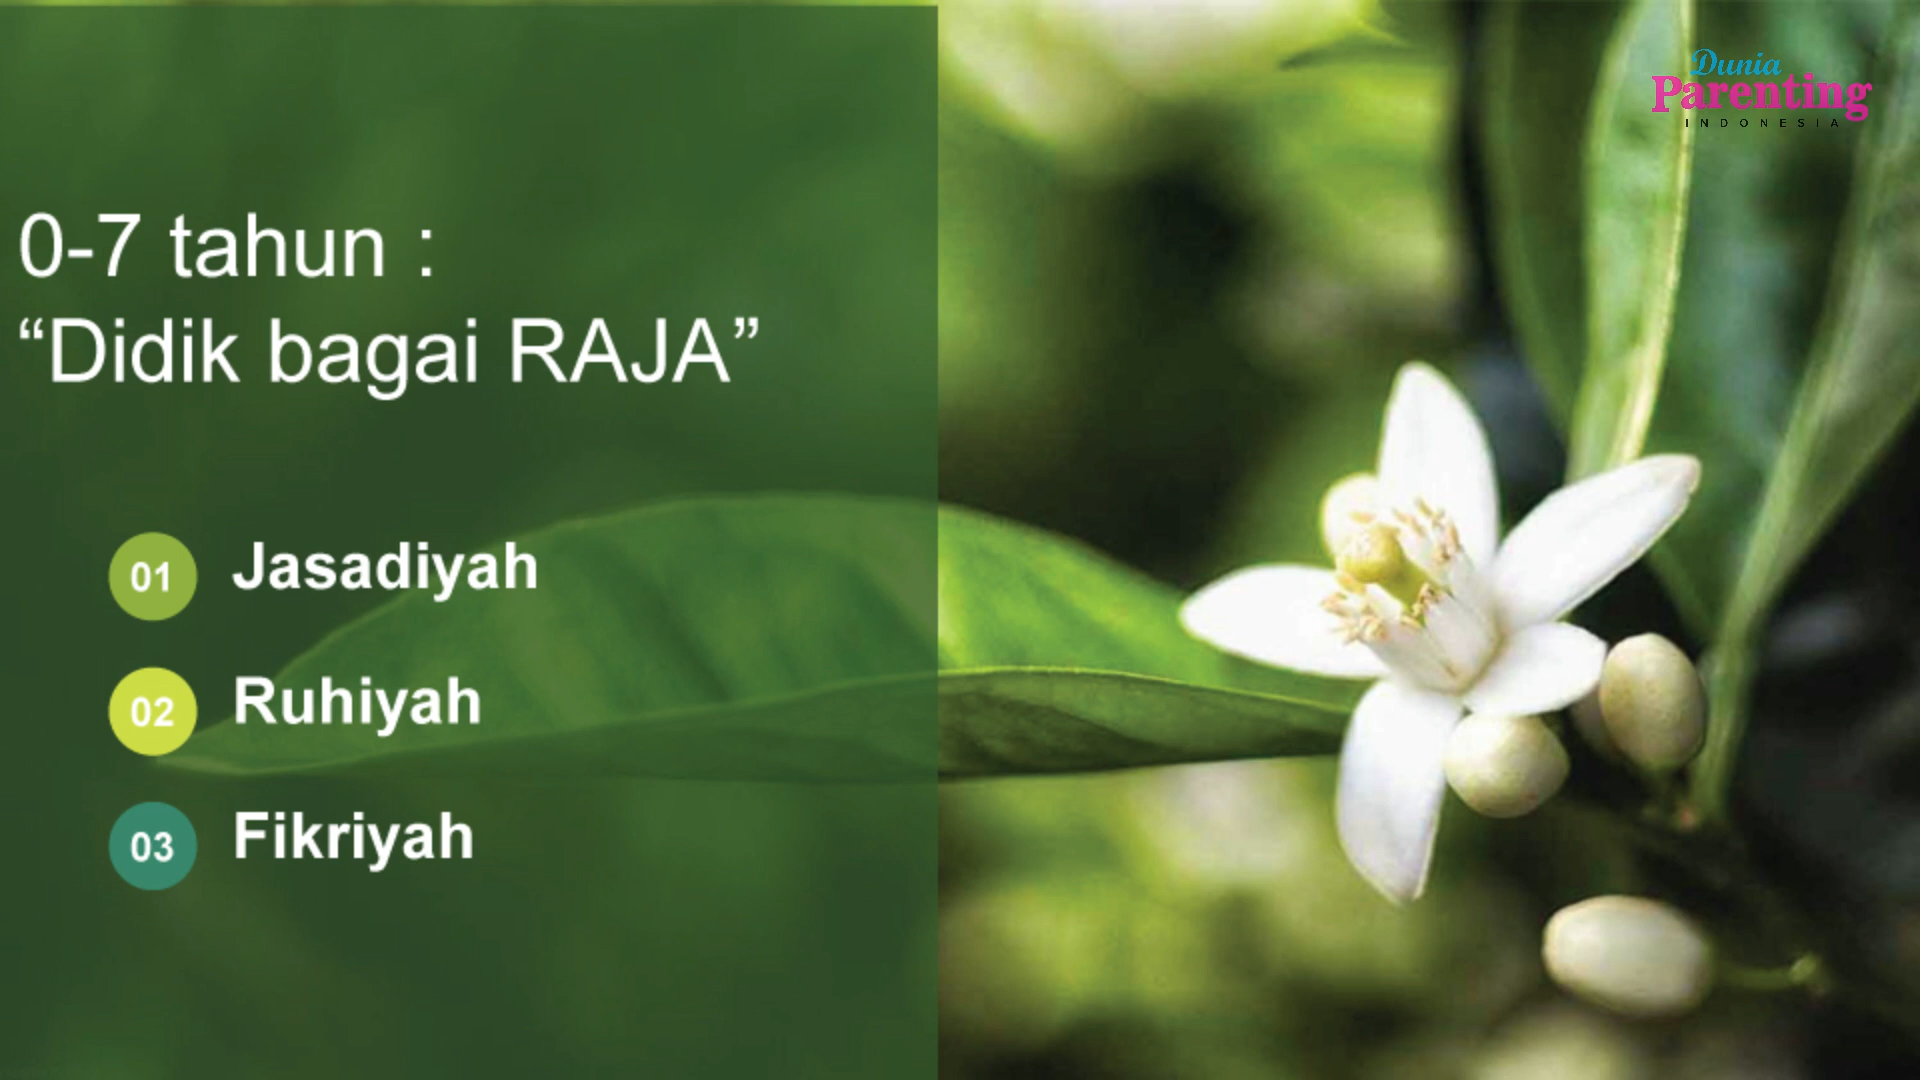 Dunia
Parenting
INDONESIA
0-7 tahun :
“Didik bagai RAJA”
01 Jasadiyah
02 Ruhiyah
03 Fikriyah